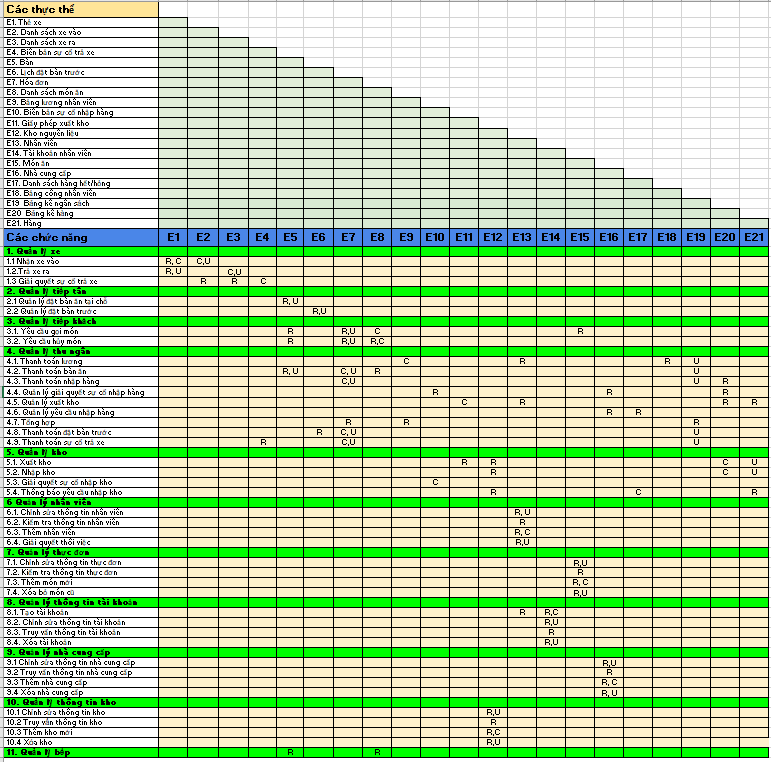 Các thực thể
E1. Thẻ xe
E2. Danh sách xe vào
E3. Danh sách xe ra
E4. Biên bản sự cố trả xe
E5. Bàn
E6. Lịch đặt bàn trước
E7. Hóa đơn
E8. Danh sách món ăn
E9. Bảng lương nhân viên
E10. Biên bản sự cố nhập hàng
E11. Giấy phép xuất kho
E12. Kho nguyên liệu
E13. Nhân viên
E14. Tài khoản nhân viên
E15. Món ăn
E16. Nhà cung cấp
E17. Danh sách hàng hết/hỏng
E18. Bảng công nhân viên
E19. Bảng kê ngân sách
E20. Bảng kê hàng
E21. Hàng
Các chức năng E1 E2 E3 E4 E5 E6 E7 E8 E9 E10 E11 E12 E13 E14 E15 E16 E17 E18 E19 E20 E21
1. Quản lý xe
1.1 Nhận xe vào R, C C,U
1.2.Trả xe ra R, U C,U
1.3 Giải quyết sự cố trả xe R R C
2. Quản lý tiếp tân
2.1 Quản lý đặt bàn ăn tại chỗ R, U
2.2 Quản lý đặt bàn trước R,U
3. Quản lý tiếp khách
3.1. Yêu cầu gọi món R R,U C R
3.2. Yêu cầu hủy món R R,U R,C
4. Quản lý thu ngân
4.1. Thanh toán lương C R R U
4.2. Thanh toán bàn ăn R, U C, U R U
4.3. Thanh toán nhập hàng C,U U R
4.4. Quản lý giải quyết sự cố nhập hàng R R R
4.5. Quản lý xuất kho C R R R
4.6. Quản lý yêu cầu nhập hàng R R
4.7. Tổng hợp R R R
4.8. Thanh toán đặt bàn trước R C, U U
4.9. Thanh toán sự cố trả xe R C,U U
5. Quản lý kho
5.1. Xuất kho R R C U
5.2. Nhập kho R C U
5.3. Giải quyết sự cố nhập kho C
5.4. Thông báo yêu cầu nhập kho R C R
6 Quản lý nhân viên
6.1. Chỉnh sửa thông tin nhân viên R, U
6.2. Kiểm tra thông tin nhân viên R
6.3. Thêm nhân viên R, C
6.4. Giải quyết thôi việc R,U
7. Quản lý thực đơn
7.1. Chỉnh sửa thông tin thực đơn R,U
7.2. Kiểm tra thông tin thực đơn R
7.3. Thêm món mới R, C
7.4. Xóa bỏ món cũ R,U
8. Quản lý thông tin tài khoản
8.1. Tạo tài khoản R R,C
8.2. Chỉnh sửa thông tin tài khoản R,U
8.3. Truy vấn thông tin tài khoản R
8.4. Xóa tài khoản R,U
9. Quản lý nhà cung cấp
9.1 Chỉnh sửa thông tin nhà cung cấp R,U
9.2 Truy vấn thông tin nhà cung cấp R
9.3 Thêm nhà cung cấp R, C
9.4 Xóa nhà cung cấp R, U
10. Quản lý thông tin kho
10.1 Chỉnh sửa thông tin kho R,U
10.2 Truy vấn thông tin kho R
10.3 Thêm kho mới R,C
10.4 Xóa kho R,U
11. Quản lý bếp R R